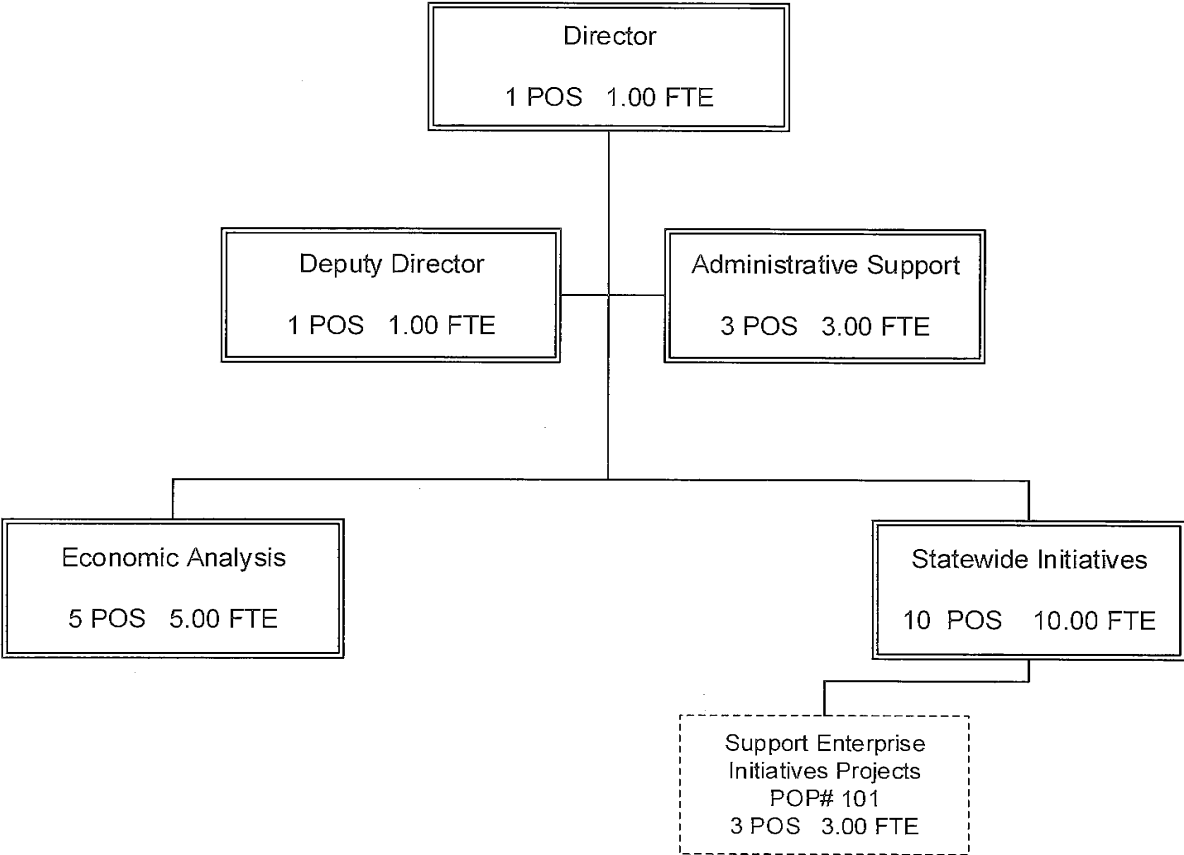 Director
1 POS 1.00 FTE
Deputy Director
1 POS 1.00 FTE
Administrative Support
3 POS 3.00 FTE
Economic Analysis
5 POS 5.00 FTE
Statewide Initiatives
10 POS 10.00 FTE
Support Enterprise
Initiatives Projects
POP# 101
3 POS 3.00 FTE